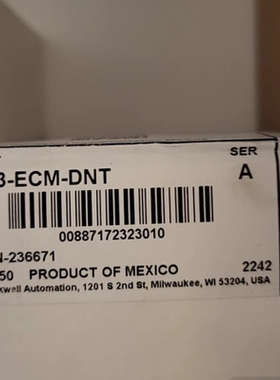 SER
3-ECM-DNT A
00887172323010
N-236671
50 PRODUCT OF MEXICO 2242
kwell Automation, 1201 S 2nd St, Milwaukee, WI 53204, USA